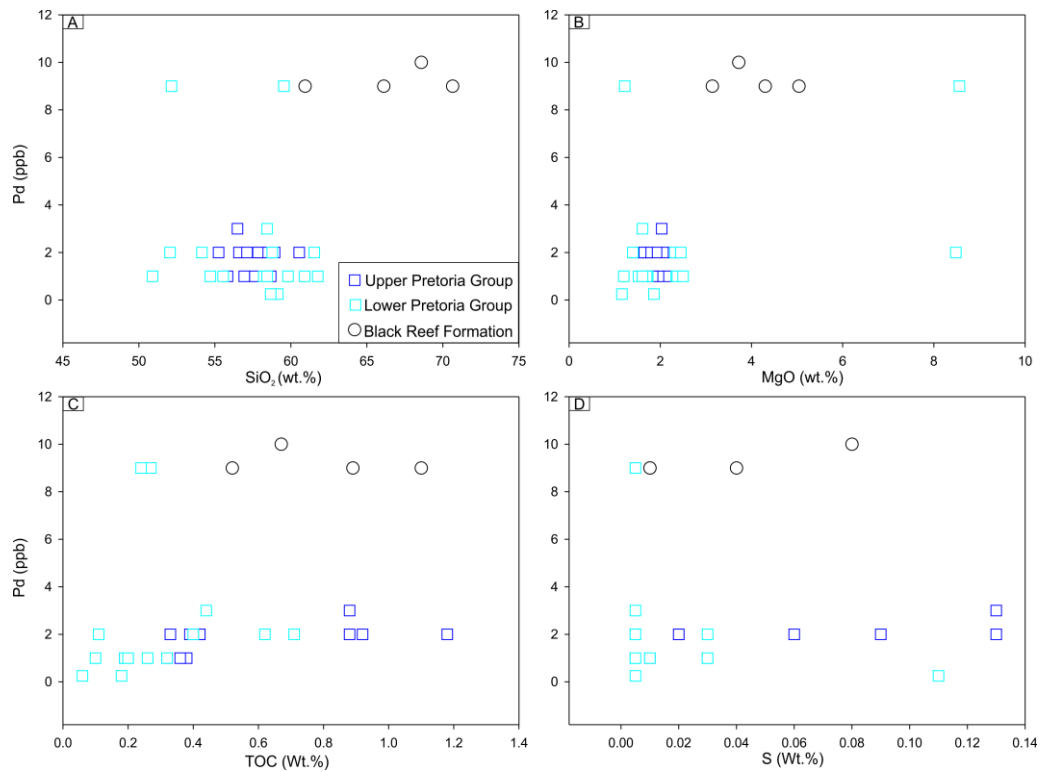 A
B
12
10
8
6
4
2
0
Pd (ppb)
45 50 55 60 65 70 75
SiO2 (wt.%)
Upper Pretoria Group
Lower Pretoria Group
Black Reef Formation
12
10
8
6
4
2
0
0 2 4 6 8 10
MgO (wt.%)
C
D
12
10
8
6
4
2
0
Pd (ppb)
0.0 0.2 0.4 0.6 0.8 1.0 1.2 1.4
TOC (Wt.%)
12
10
8
6
4
2
0
0.00 0.02 0.04 0.06 0.08 0.10 0.12 0.14
S (Wt.%)